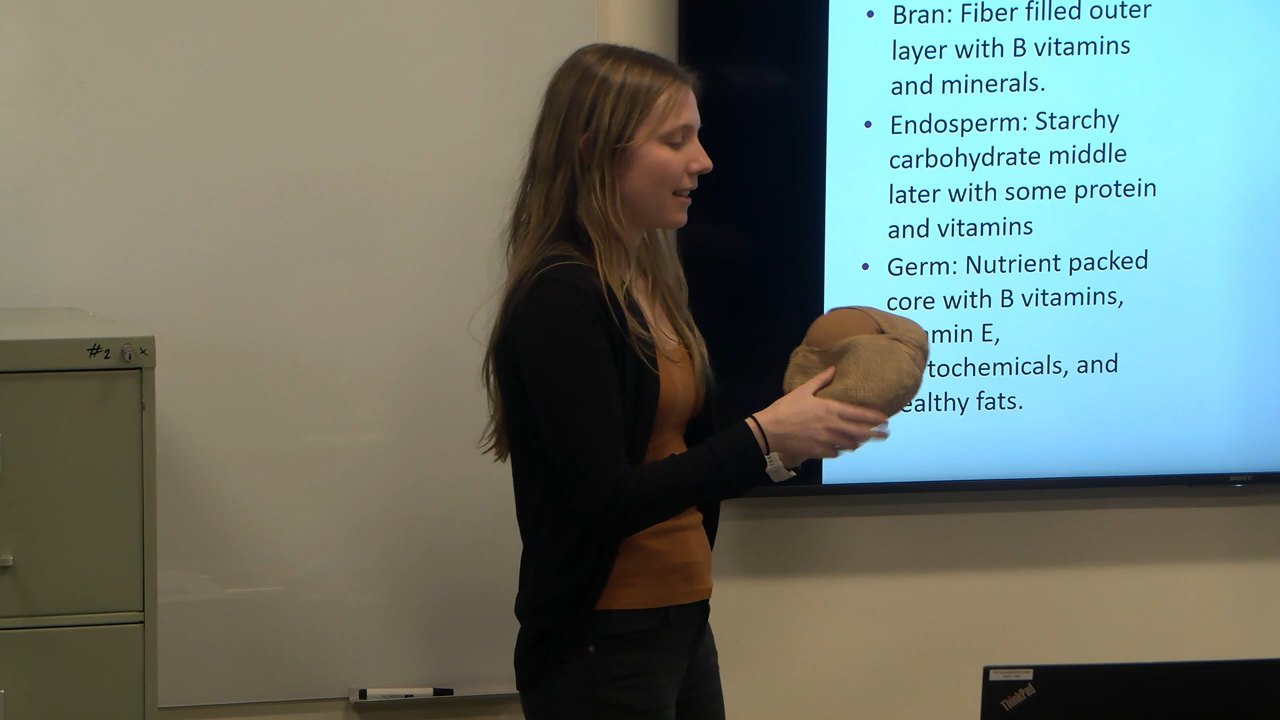 • Bran: Fiber filled outer
layer with B vitamins
and minerals.
• Endosperm: Starchy
carbohydrate middle
later with some protein
and vitamins
• Germ: Nutrient packed
core with B vitamins,
amin E,
tochemicals, and
ealthy fats.
#2 x
ThinkPad